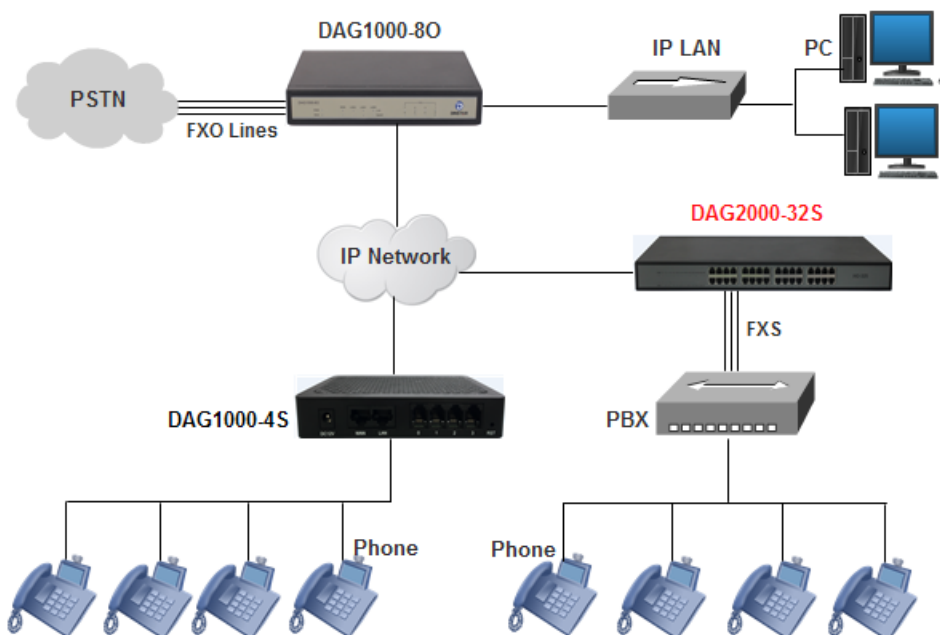 DAG1000-8O
IP LAN
PC
PSTN
FXO Lines
DAG2000-32S
IP Network
FXS
DAG1000-4S
PBX
Phone
Phone